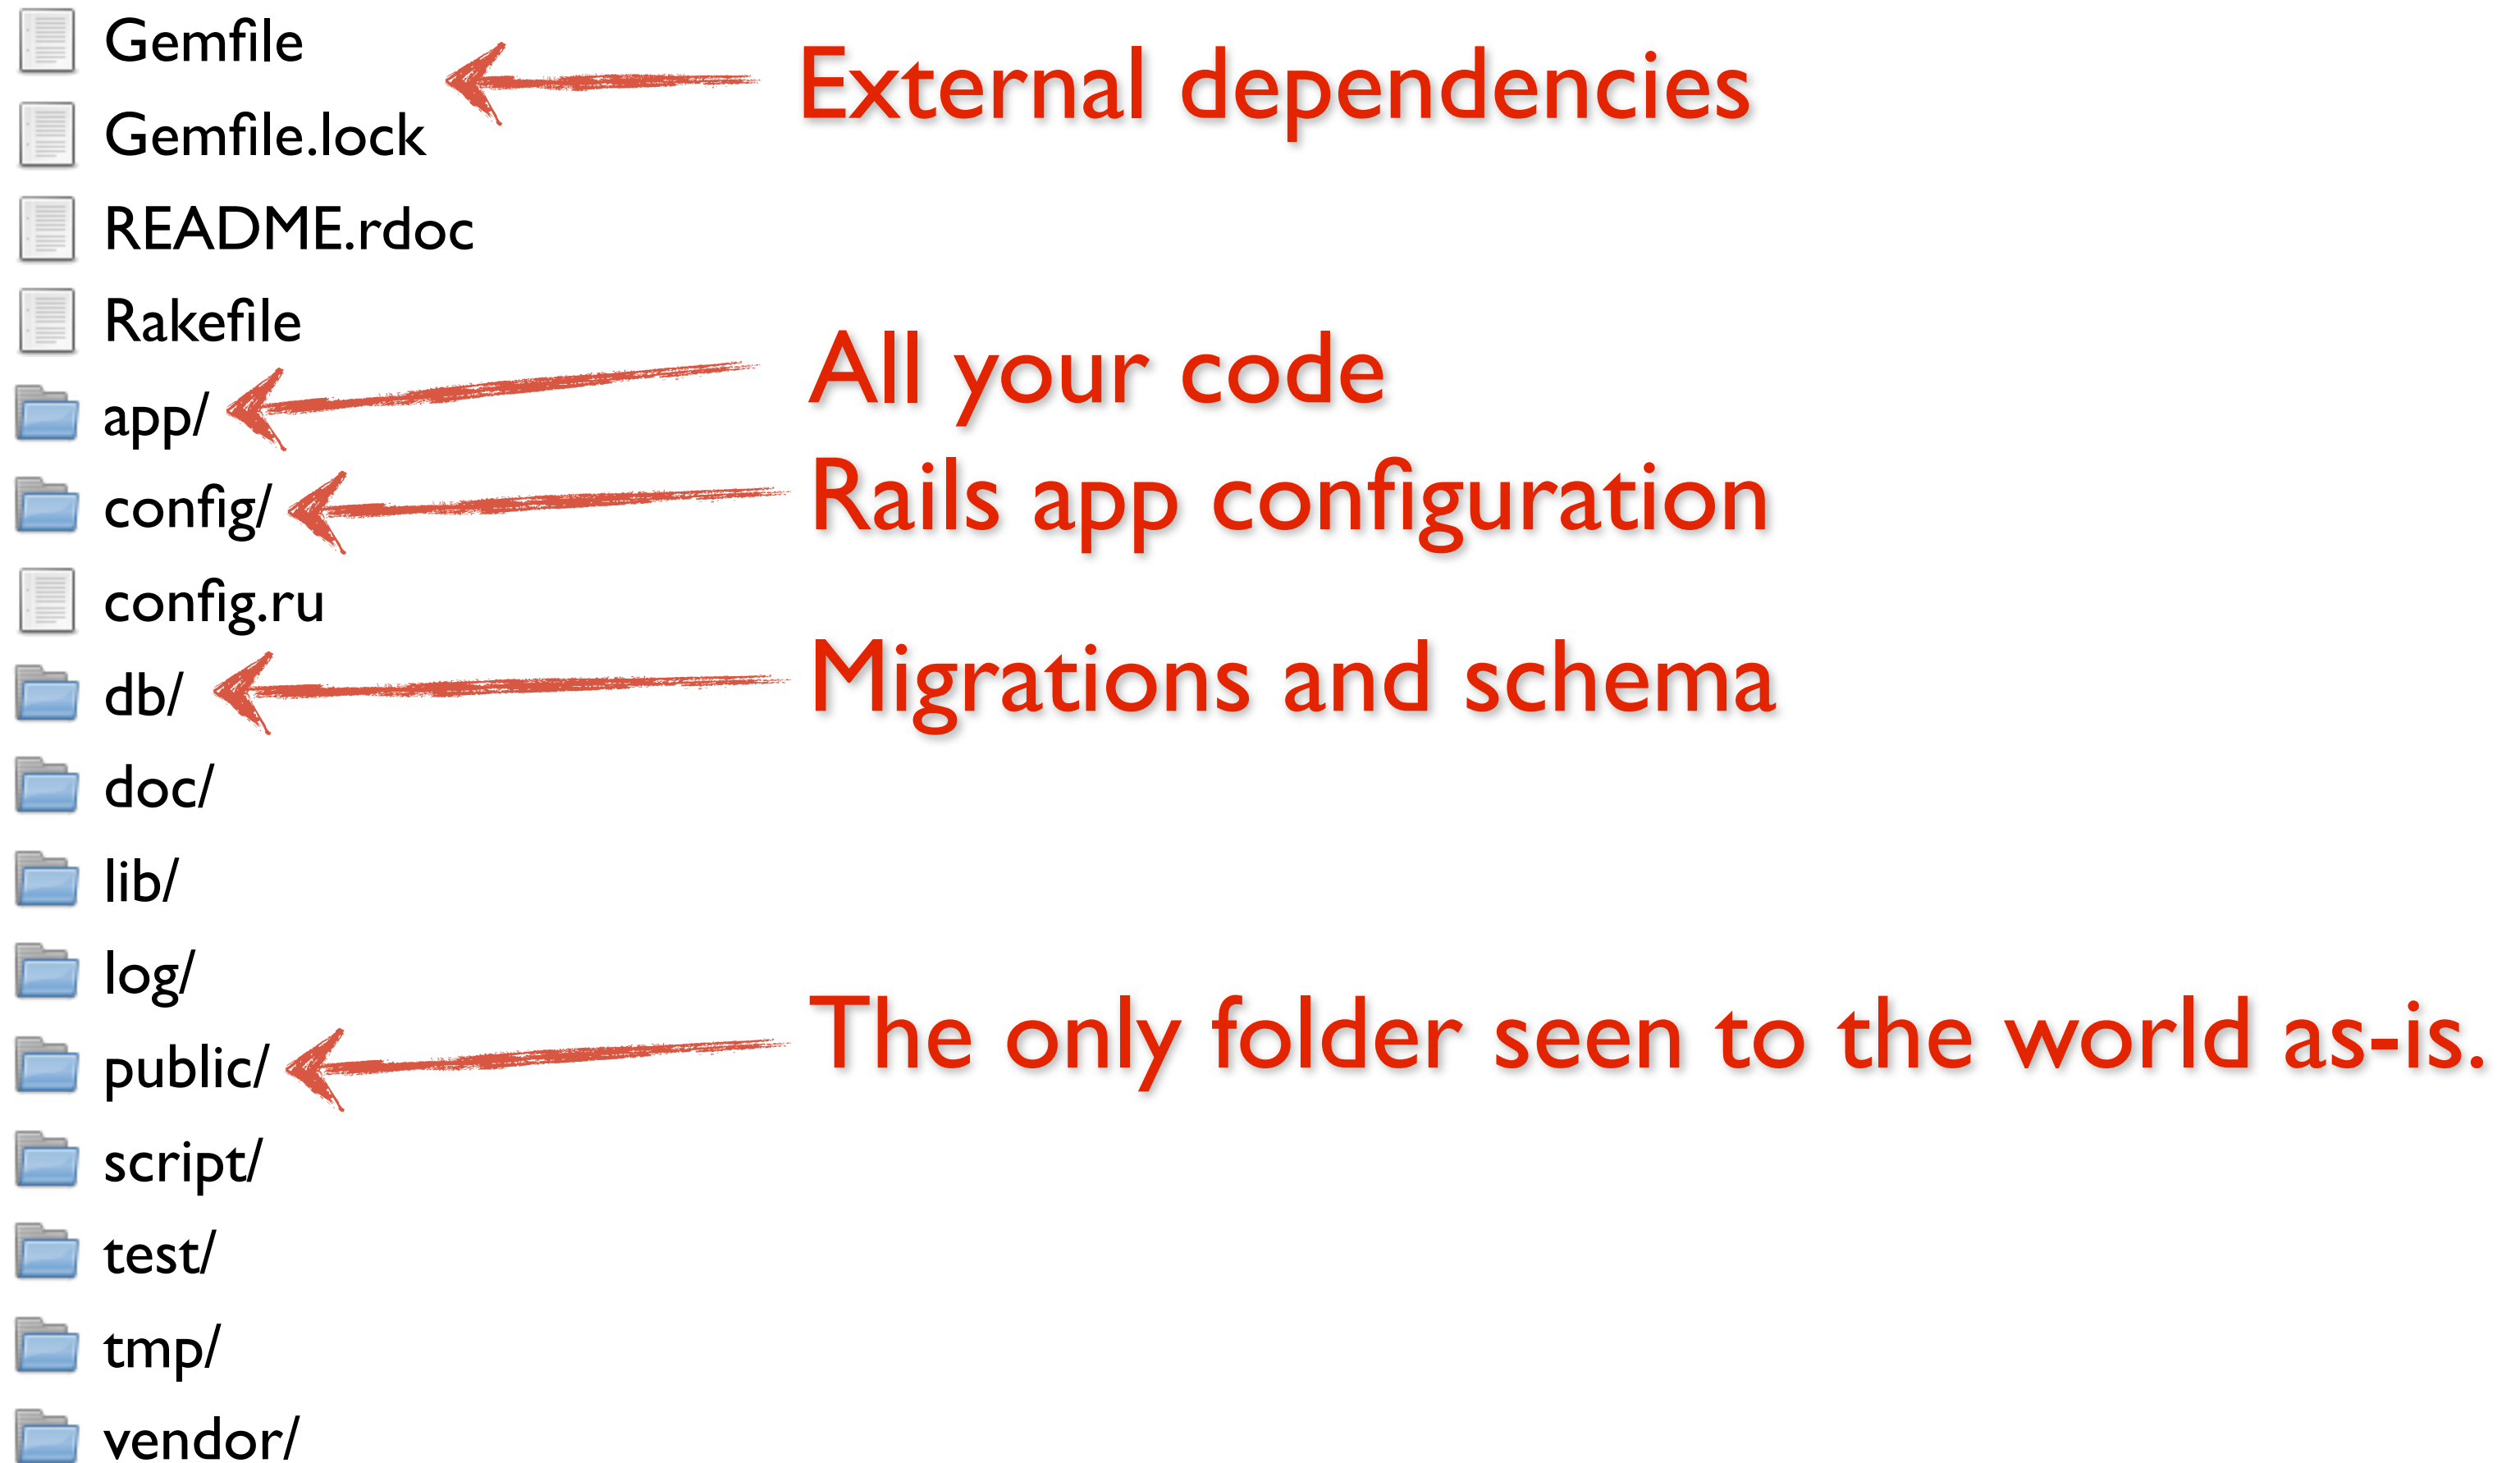 Gemfile
External dependencies
Gemfile.lock
README.rdoc
Rakefile
All your code
app/
Rails app configuration
config/
config.ru
Migrations and schema
db/
doc/
lib/
log/
The only folder seen to the world as-is.
public/
script/
test/
tmp/
vendor/